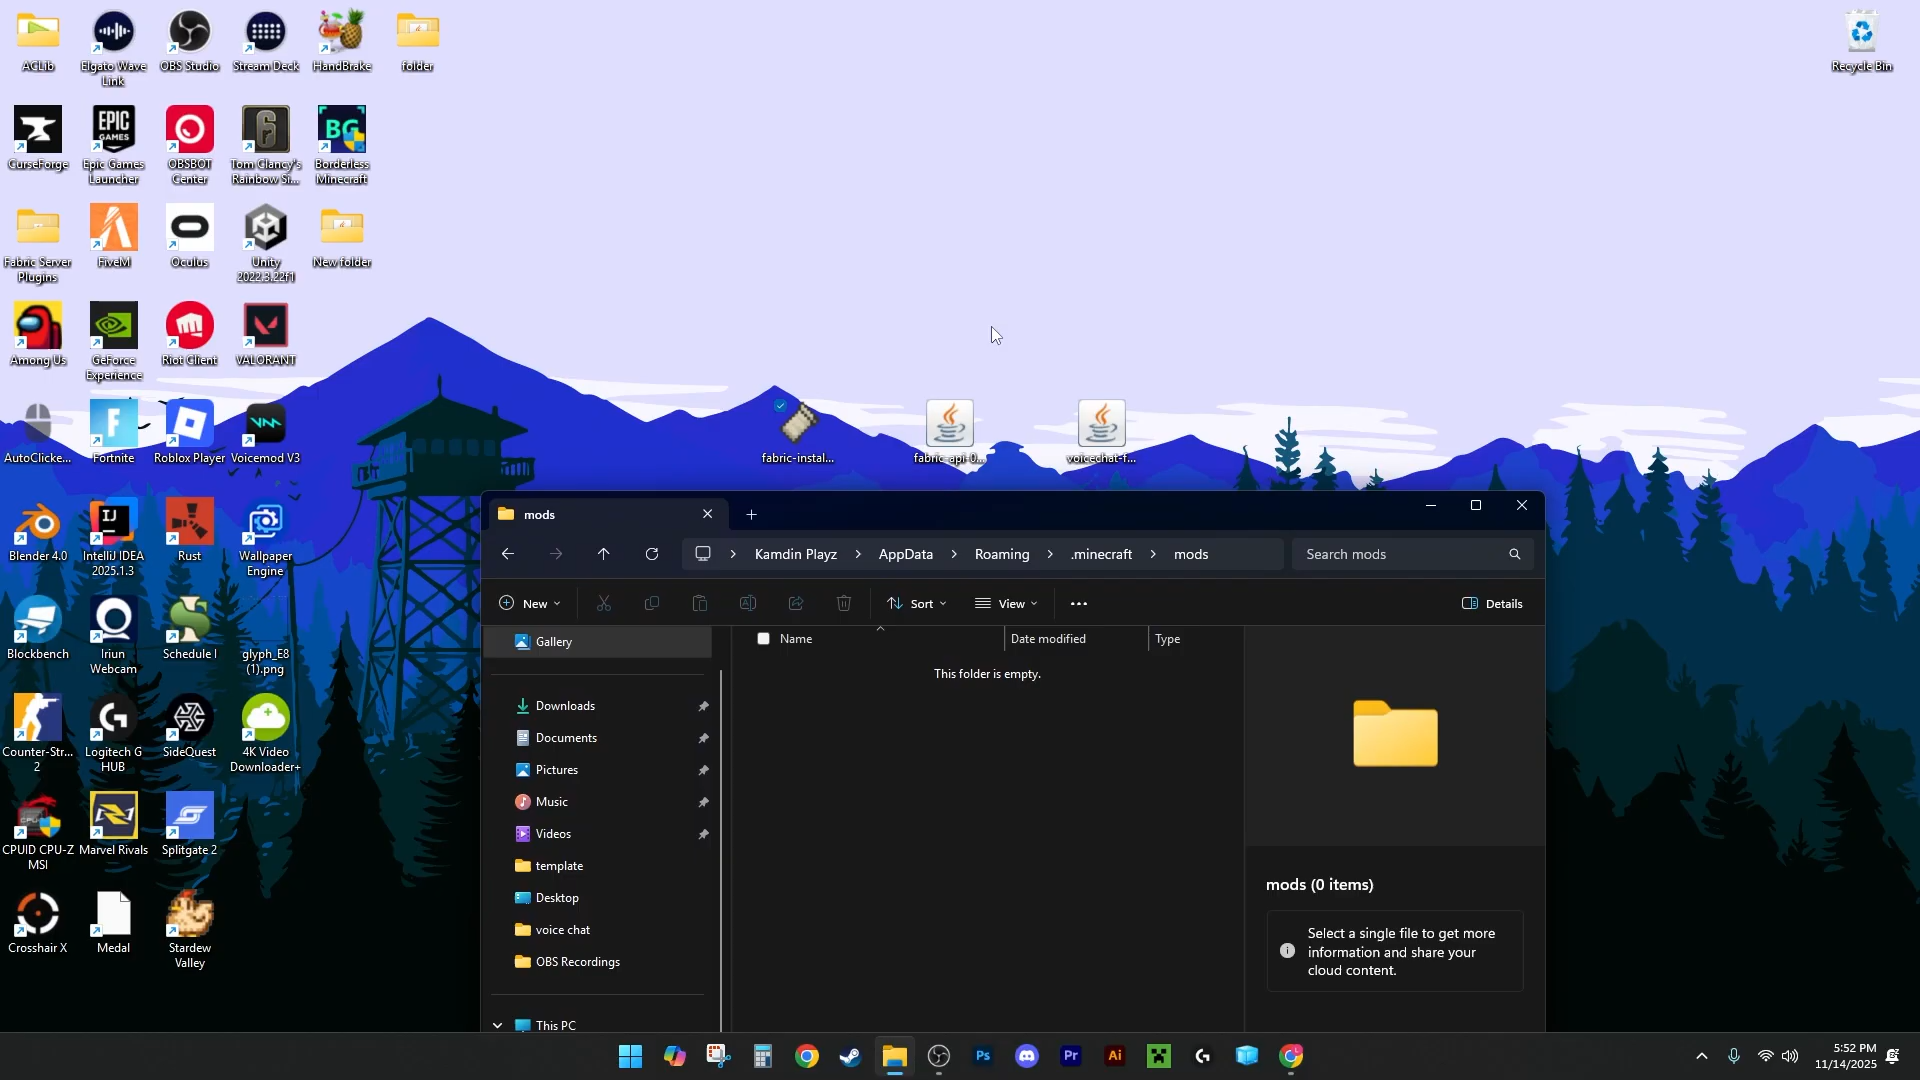 ACLib
Elgato Wave
Link
OBS Studio
Stream Deck
HandBrake
folder
Recycle Bin
CurseForge
EPIC
GAMES
Epic Games
Launcher
OBSBOT
Center
6
Tom Clancy's
Rainbow Si...
BG
Borderless
Minecraft
Fabric Server
Plugins
FiveM
Oculus
Unity
2022.3.22f1
New folder
Among Us
GeForce
Experience
Riot Client
VALORANT
AutoClicke...
Fortnite
Roblox Player
Voicemod V3
fabric-instal...
fabric-api-0...
voicechat-f...
Blender 4.0
IntelliJ IDEA
2025.1.3
Rust
Wallpaper
Engine
Blockbench
Iriun
Webcam
Schedule I
glyph_E8
(1).png
Counter-Str...
2
Logitech G
HUB
SideQuest
4K Video
Downloader+
CPUID CPU-Z
MSI
Marvel Rivals
Splitgate 2
Crosshair X
Medal
Stardew
Valley
mods
Kamdin Playz > AppData > Roaming > .minecraft > mods
Search mods
New
Sort
View
Details
Gallery
Downloads
Documents
Pictures
Music
Videos
template
Desktop
voice chat
OBS Recordings
This PC
Name
Date modified
Type
This folder is empty.
mods (0 items)
Select a single file to get more
information and share your
cloud content.
Ps
Pr
Ai
5:52 PM
11/14/2025